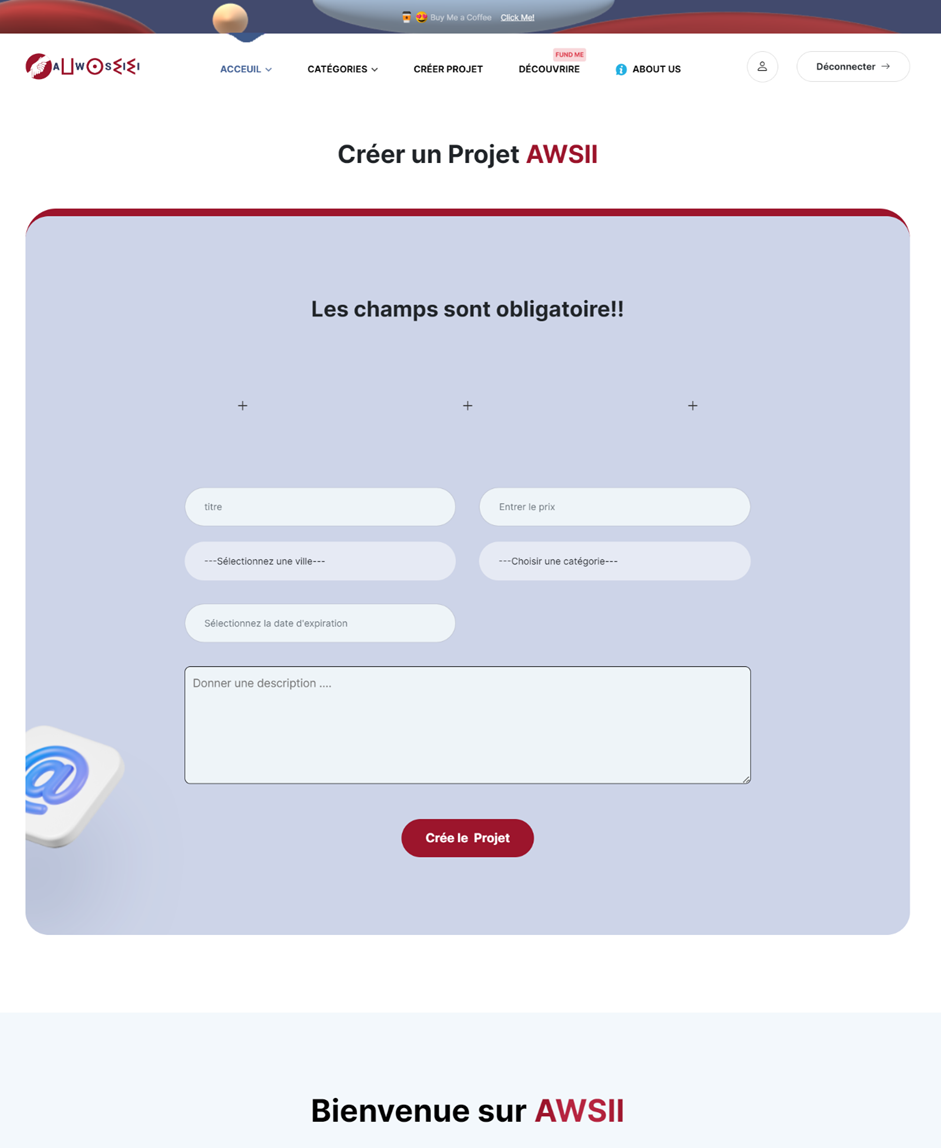 Buy Me a Coffee Click Me!
FUND ME
ACCEUIL CATÉGORIES CRÉER PROJET DÉCOUVRIRE ABOUT US Déconnecter →
Créer un Projet AWSII
Les champs sont obligatoire!!
+ + +
titre Entrer le prix
---Sélectionnez une ville--- ---Choisir une catégorie---
Sélectionnez la date d'expiration
Donner une description ....
@
Crée le Projet
Bienvenue sur AWSII